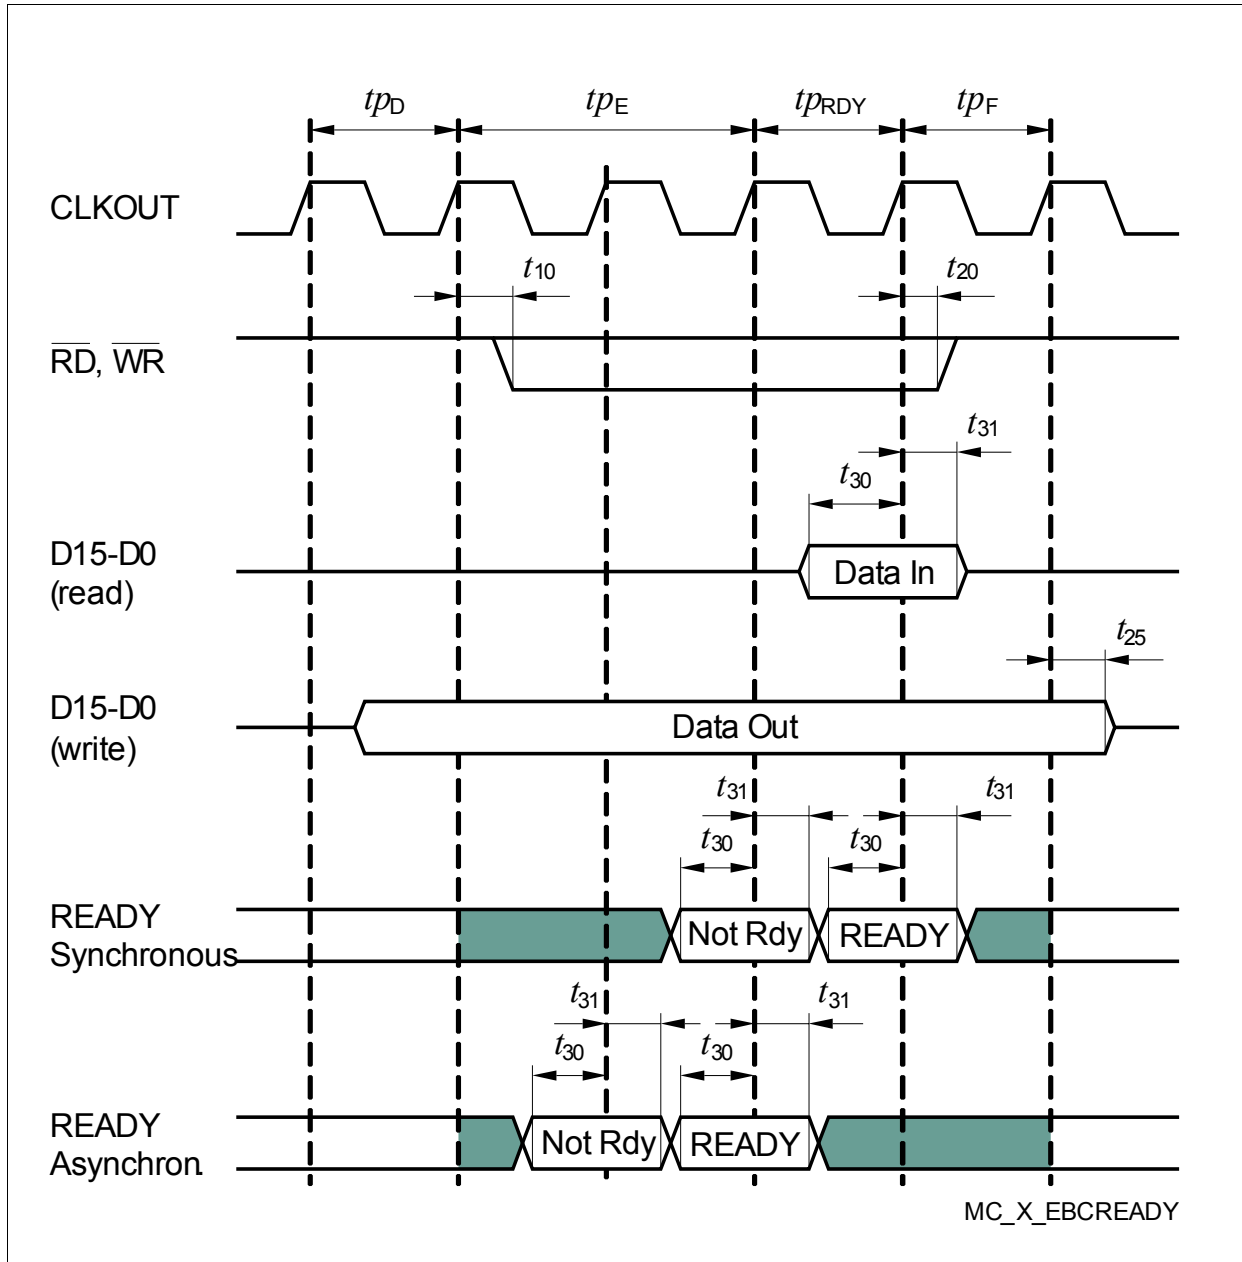 tpD tpE tpRDY tpF
CLKOUT
t10 t20
RD, WR
t31
t30
D15-D0
(read)
Data In
t25
D15-D0
(write)
Data Out
t31 t31
t30 t30
READY
Synchronous
Not Rdy READY
t31 t31
t30 t30
READY
Asynchron.
Not Rdy READY
MC_X_EBCREADY